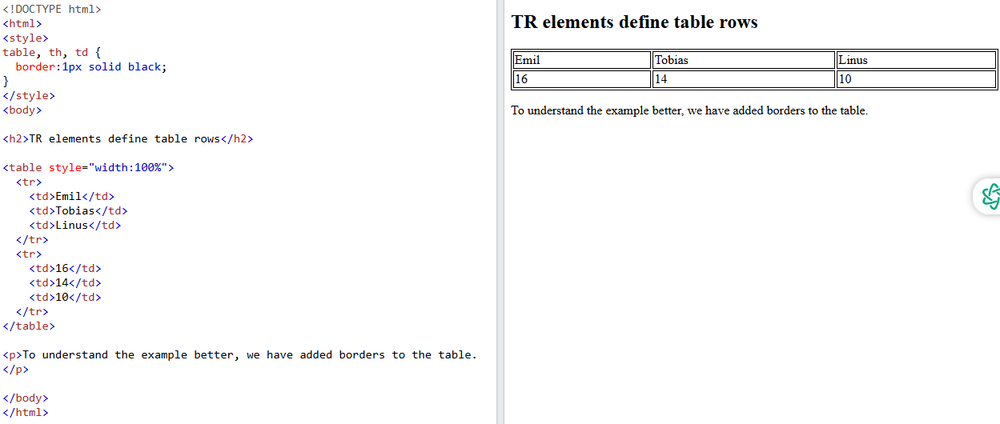 <!DOCTYPE html>
<html>
<style>
table, th, td {
  border:1px solid black;
}
</style>
<body>

<h2>TR elements define table rows</h2>

<table style="width:100%">
  <tr>
    <td>Emil</td>
    <td>Tobias</td>
    <td>Linus</td>
  </tr>
  <tr>
    <td>16</td>
    <td>14</td>
    <td>10</td>
  </tr>
</table>

<p>To understand the example better, we have added borders to the table.
</p>

</body>
</html>
TR elements define table rows
Emil Tobias Linus
16 14 10
To understand the example better, we have added borders to the table.